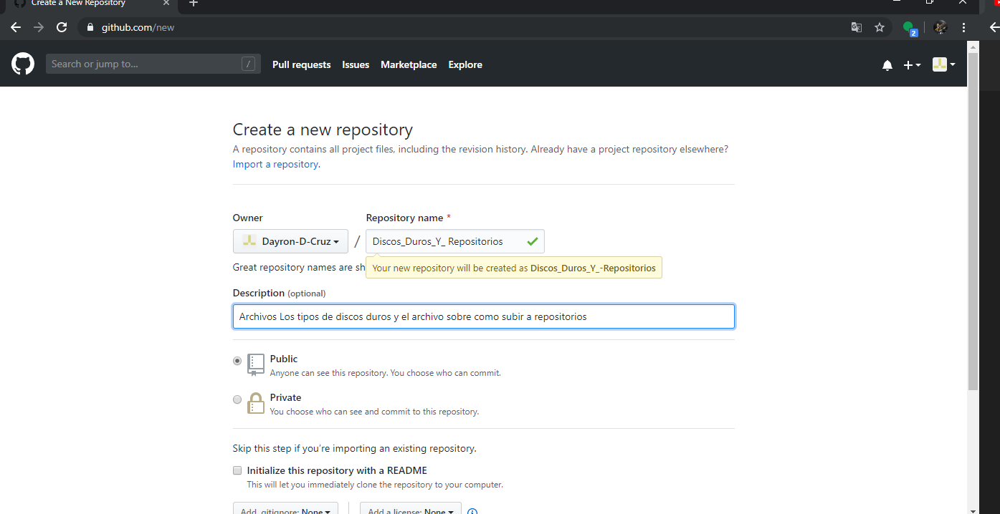 Create a New Repository
github.com/new
2
Search or jump to... /
Pull requests Issues Marketplace Explore
Create a new repository
A repository contains all project files, including the revision history. Already have a project repository elsewhere?
Import a repository.
Owner Repository name *
Dayron-D-Cruz / Discos_Duros_Y_ Repositorios
Great repository names are sh
Your new repository will be created as Discos_Duros_Y_-Repositorios
Description (optional)
Archivos Los tipos de discos duros y el archivo sobre como subir a repositorios
Public
Anyone can see this repository. You choose who can commit.
Private
You choose who can see and commit to this repository.
Skip this step if you’re importing an existing repository.
Initialize this repository with a README
This will let you immediately clone the repository to your computer.
Add .gitignore: None Add a license: None